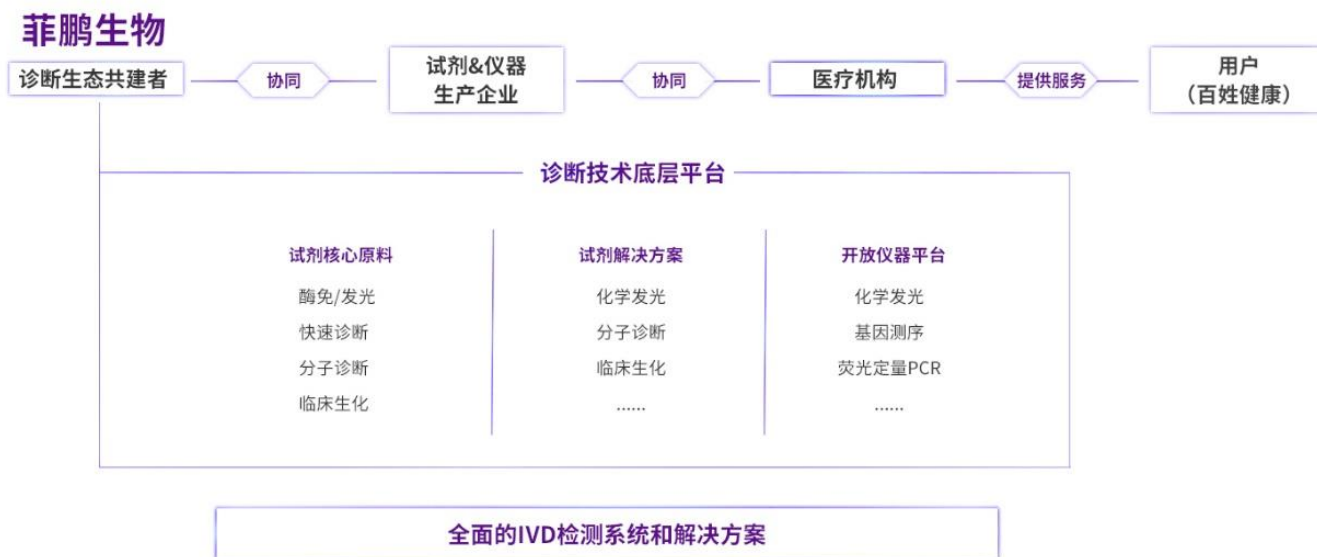 菲鹏生物
诊断生态共建者
协同
试剂&仪器
生产企业
协同
医疗机构
提供服务
用户
（百姓健康）
诊断技术底层平台
试剂核心原料
酶免/发光
快速诊断
分子诊断
临床生化
试剂解决方案
化学发光
分子诊断
临床生化
......
开放仪器平台
化学发光
基因测序
荧光定量PCR
......
全面的IVD检测系统和解决方案